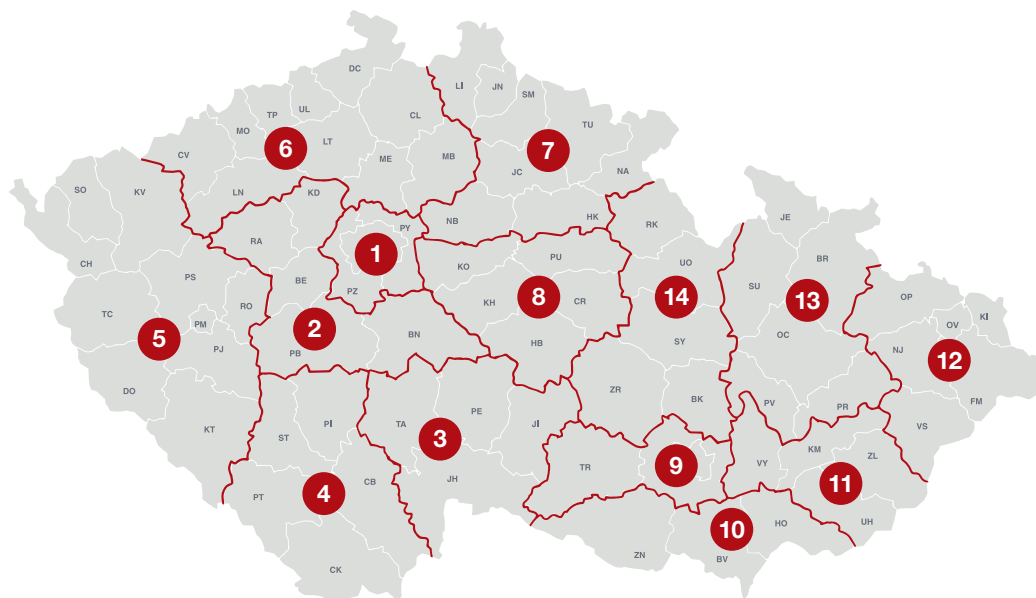 DC
LI
JN
SM
TP
UL
CL
TU
MO
LT
CV
6
ME
MB
7
JC
NA
SO
KV
LN
KD
NB
HK
RK
JE
PY
RA
1
CH
PU
UO
BR
KO
PS
BE
PZ
SU
OP
RO
KH
8
CR
14
13
KI
TC
PM
2
BN
HB
SY
OC
OV
5
PJ
PB
NJ
12
DO
ZR
BK
PV
PR
FM
KT
ST
PI
TA
PE
JI
VS
3
KM
ZL
TR
9
VY
CB
JH
11
PT
4
UH
10
HO
ZN
BV
CK